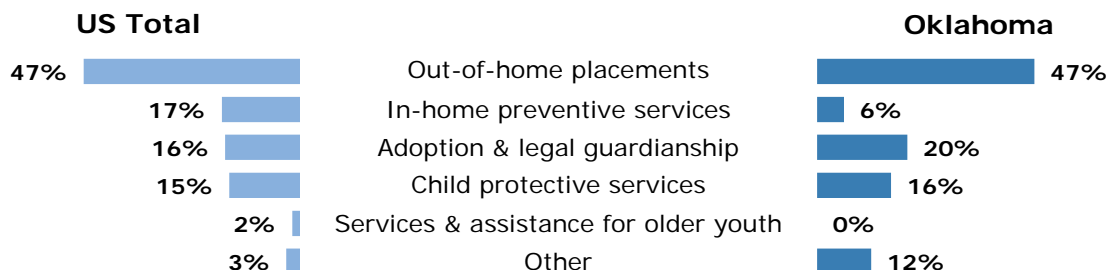 US Total Oklahoma
47% Out-of-home placements 47%
17% In-home preventive services 6%
16% Adoption & legal guardianship 20%
15% Child protective services 16%
2% Services & assistance for older youth 0%
3% Other 12%